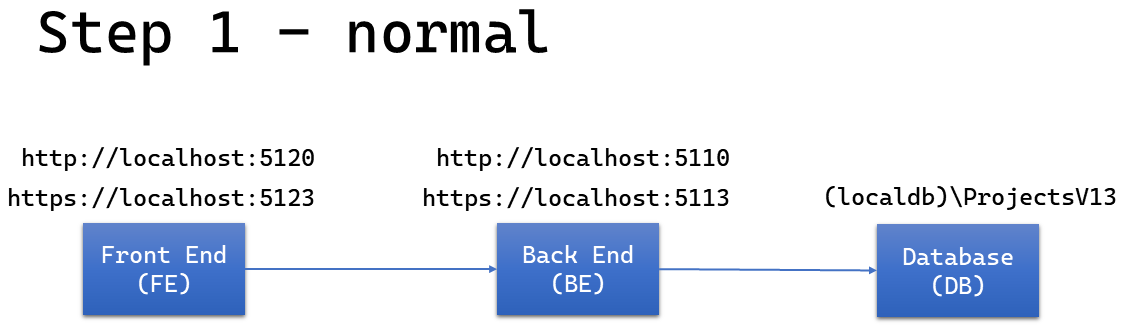 Step 1 – normal
http://localhost:5120
https://localhost:5123
http://localhost:5110
https://localhost:5113
(localdb)\ProjectsV13
Front End
(FE)
Back End
(BE)
Database
(DB)